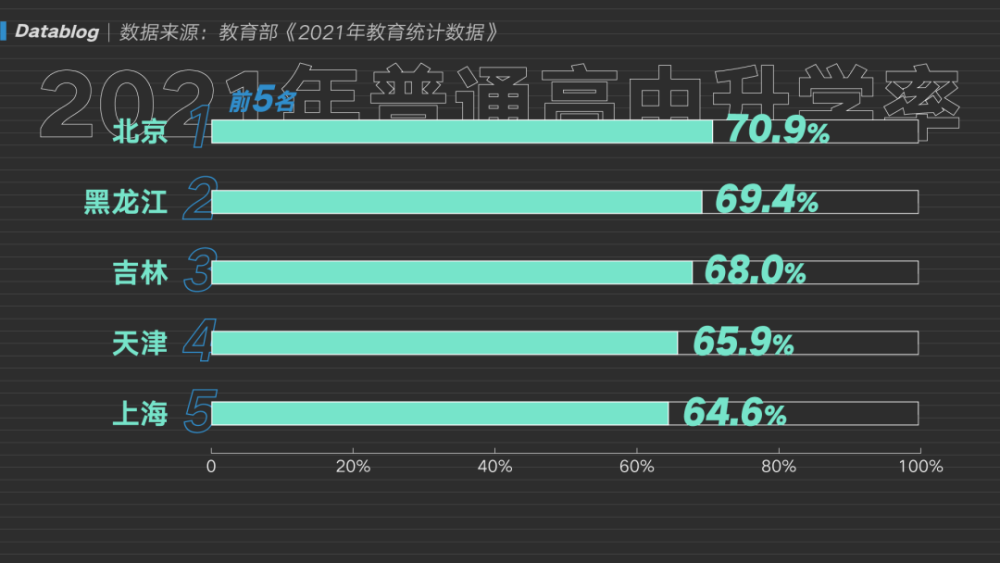 Datablog | 数据来源：教育部《2021年教育统计数据》
2021年普通高中升学率
前5名
北京 1 70.9%
黑龙江 2 69.4%
吉林 3 68.0%
天津 4 65.9%
上海 5 64.6%
0 20% 40% 60% 80% 100%